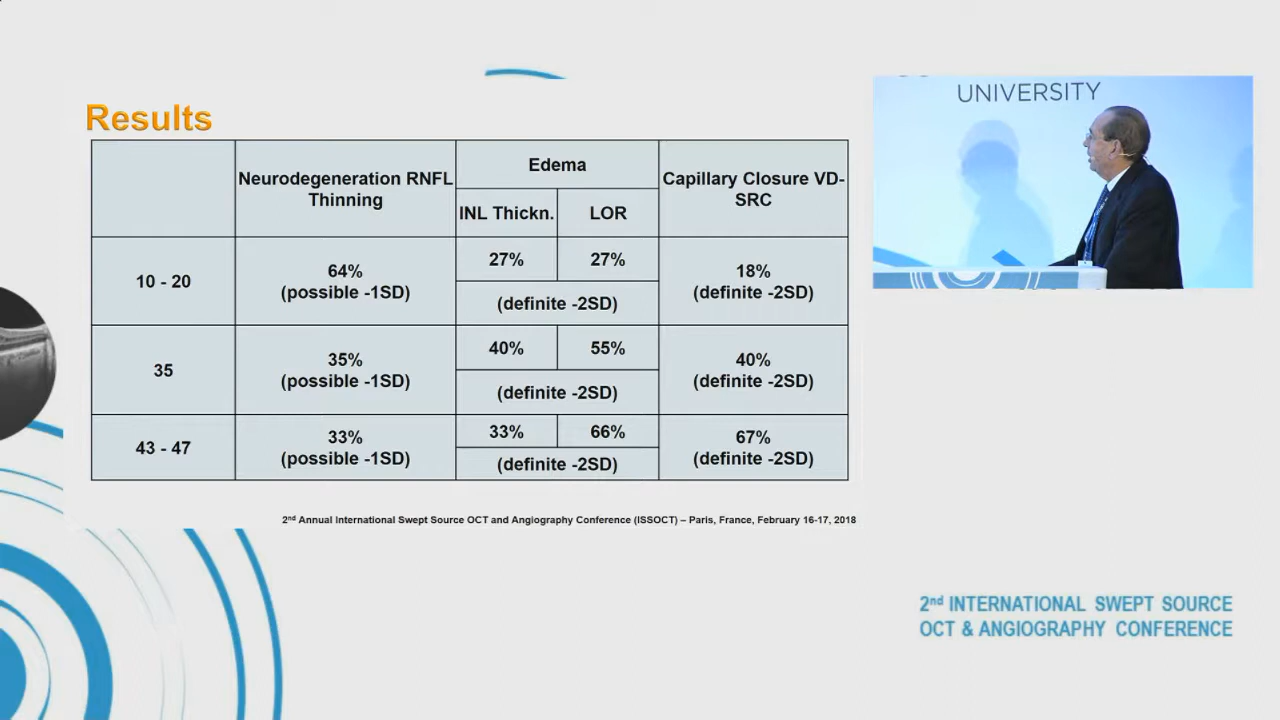 UNIVERSITY
Results
Neurodegeneration RNFL
Thinning
Edema
INL Thickn.
LOR
Capillary Closure VD-
SRC
10 - 20
64%
(possible -1SD)
27%
27%
(definite -2SD)
18%
(definite -2SD)
35
35%
(possible -1SD)
40%
55%
(definite -2SD)
40%
(definite -2SD)
43 - 47
33%
(possible -1SD)
33%
66%
(definite -2SD)
67%
(definite -2SD)
2nd Annual International Swept Source OCT and Angiography Conference (ISSOCT) – Paris, France, February 16-17, 2018
2nd INTERNATIONAL SWEPT SOURCE
OCT & ANGIOGRAPHY CONFERENCE